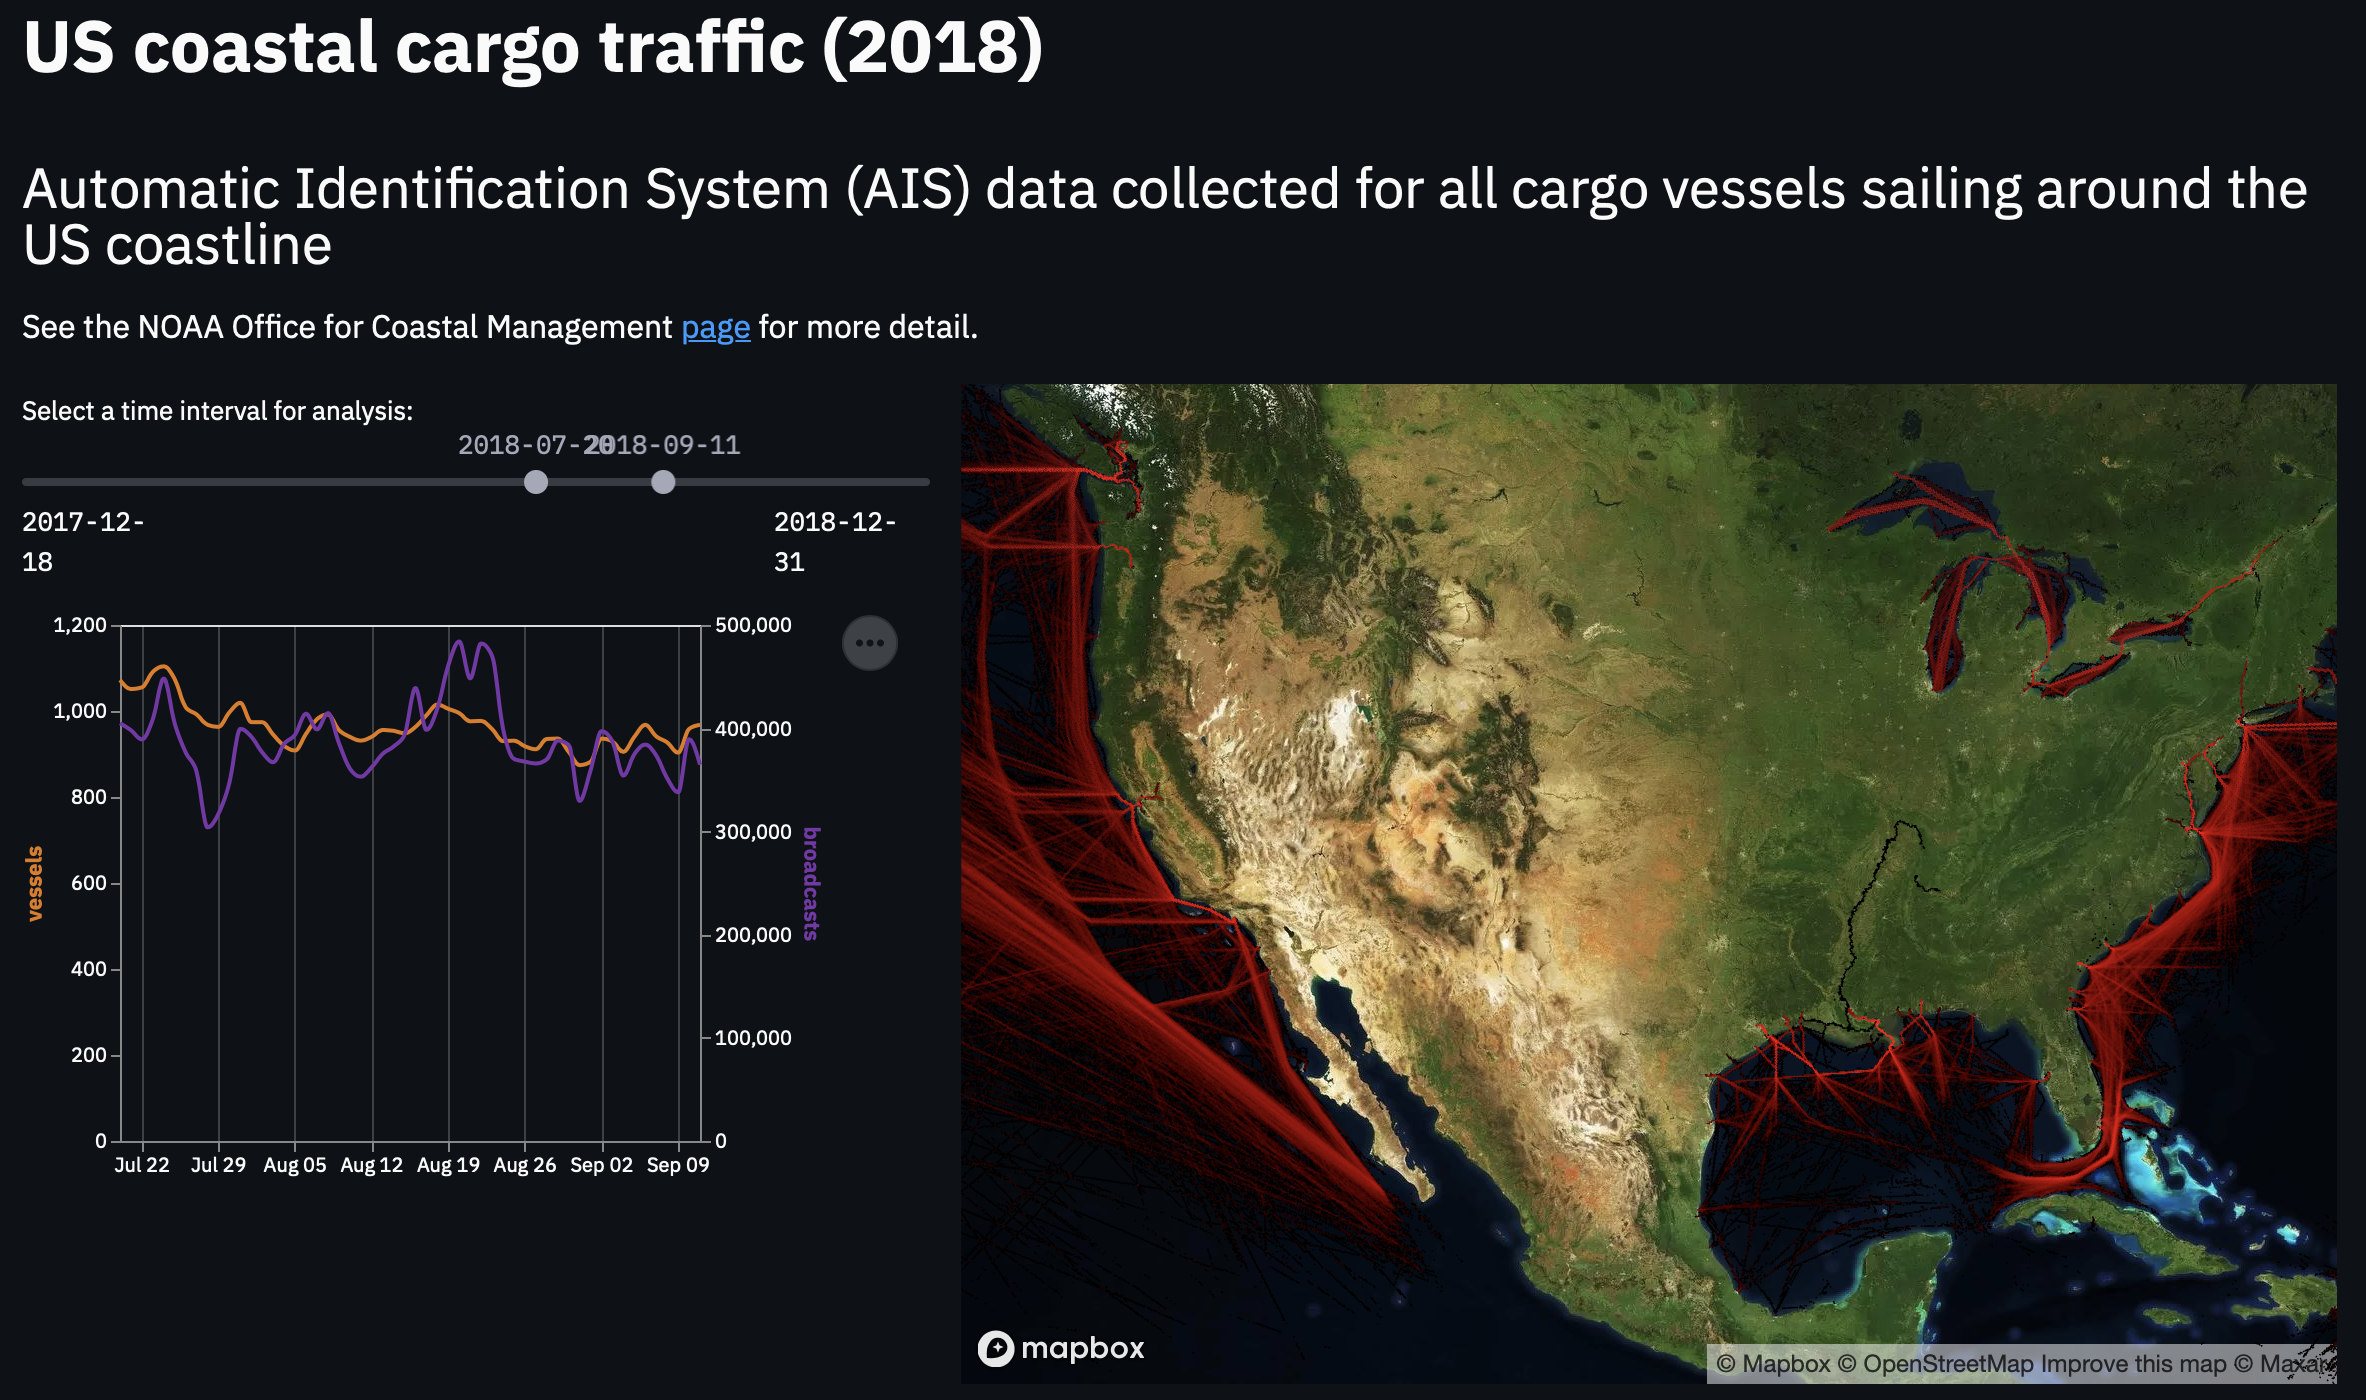 US coastal cargo traffic (2018)
Automatic Identification System (AIS) data collected for all cargo vessels sailing around the
US coastline
See the NOAA Office for Coastal Management page for more detail.
Select a time interval for analysis:
2018-07-20 2018-09-11
2017-12-
18
2018-12-
31
1,200
1,000
800
600
400
200
0
vessels
500,000
400,000
300,000
200,000
100,000
0
broadcasts
Jul 22 Jul 29 Aug 05 Aug 12 Aug 19 Aug 26 Sep 02 Sep 09
mapbox
© Mapbox © OpenStreetMap Improve this map © Maxar